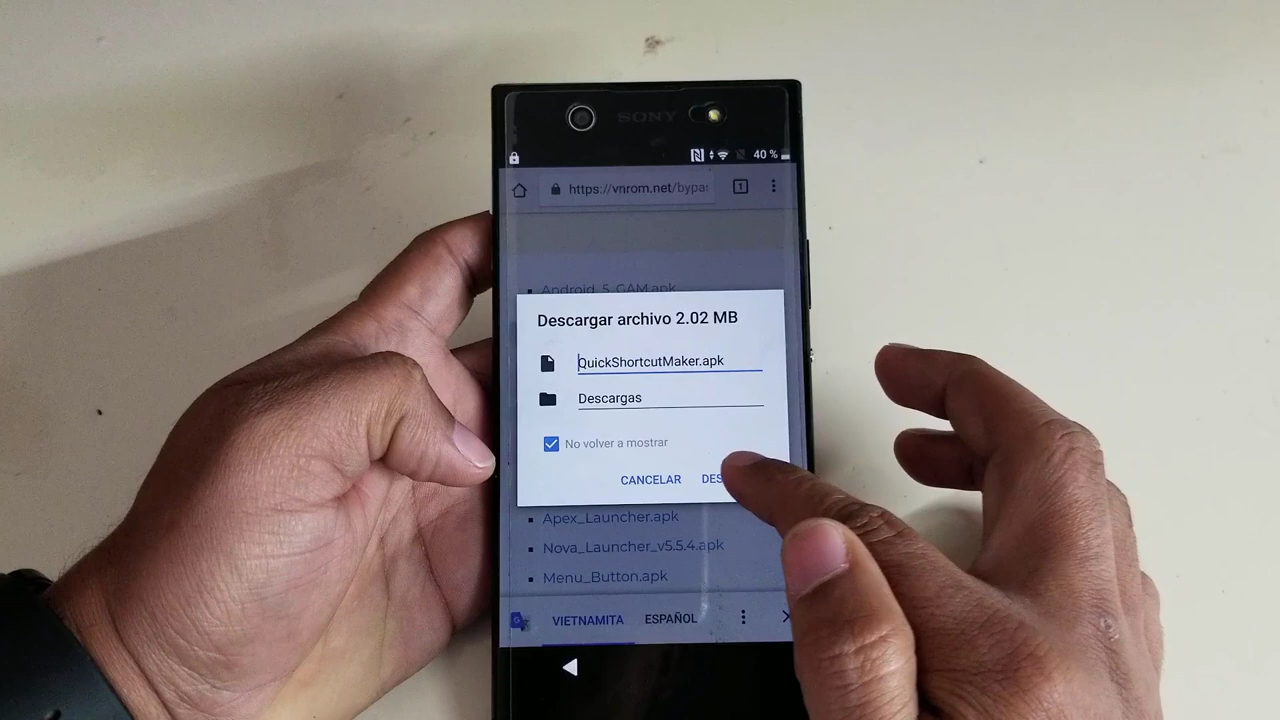 SONY
40 %
https://vnrom.net/bypa
1
Android_5_GAM.apk
Descargar archivo 2.02 MB
QuickShortcutMaker.apk
Descargas
No volver a mostrar
CANCELAR
Apex_Launcher.apk
Nova_Launcher_v5.5.4.apk
Menu_Button.apk
VIETNAMITA ESPAÑOL